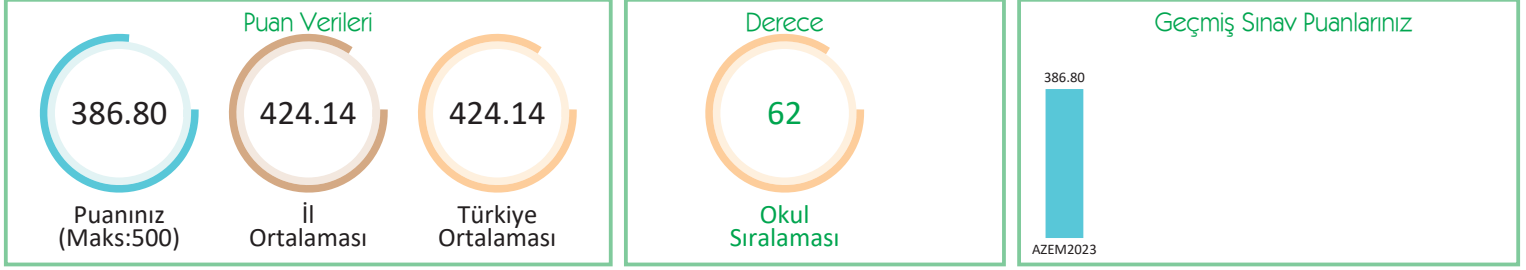 Puan Verileri
386.80
424.14
424.14
Puanınız
(Maks:500)
İl
Ortalaması
Türkiye
Ortalaması
Derece
62
Okul
Sıralaması
Geçmiş Sınav Puanlarınız
386.80
AZEM2023